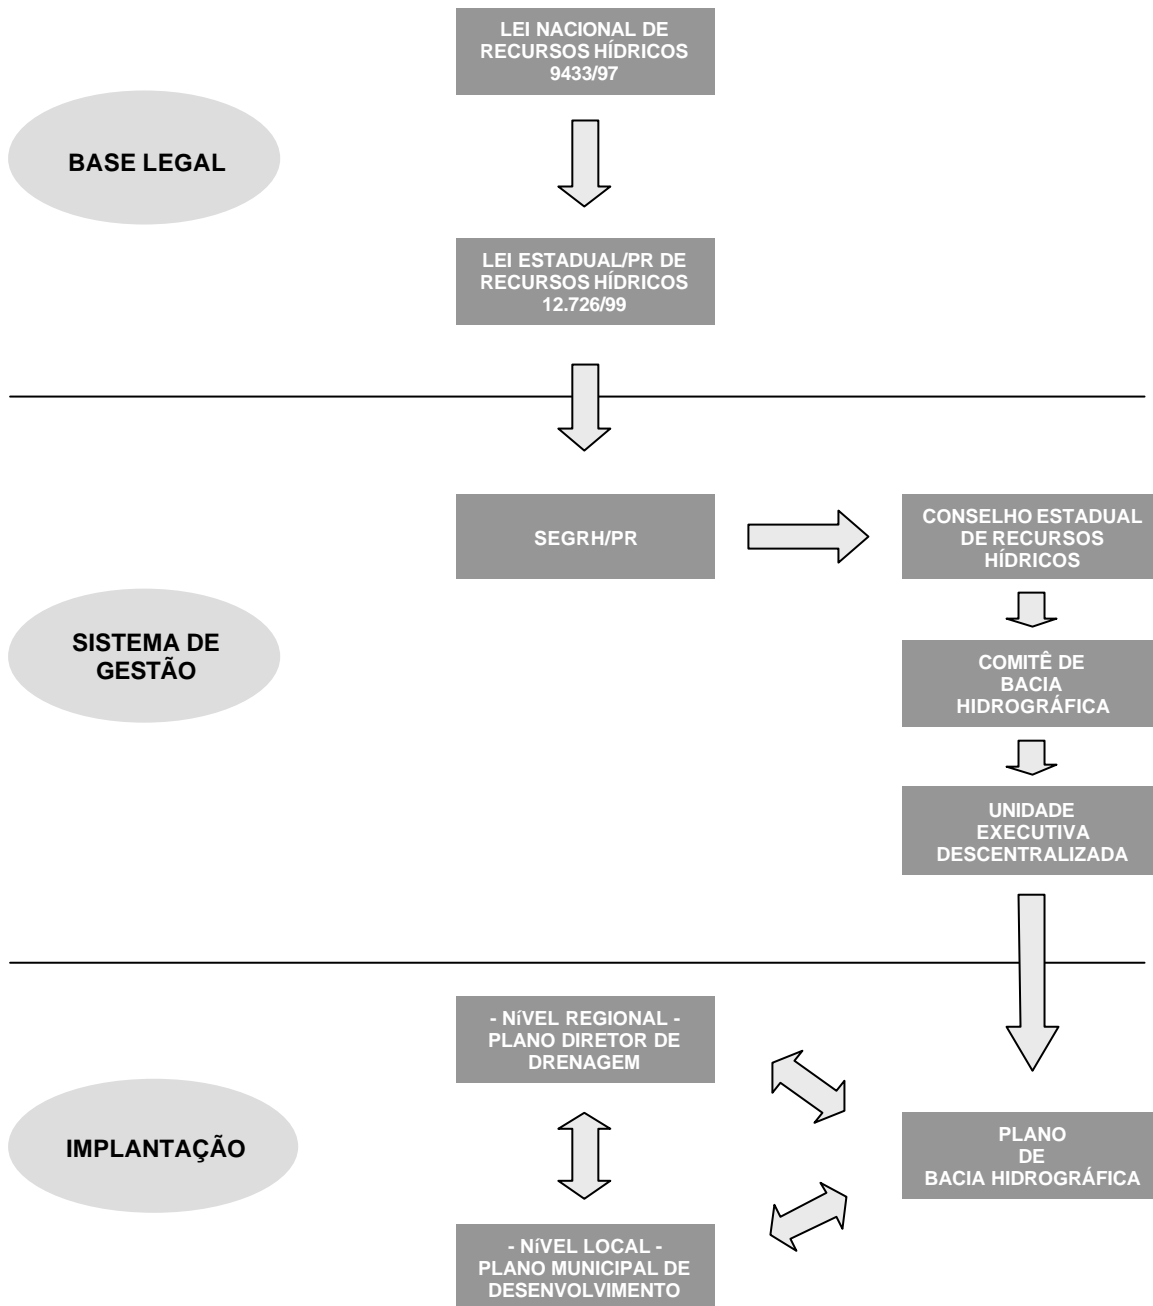 LEI NACIONAL DE
RECURSOS HÍDRICOS
9433/97
BASE LEGAL
LEI ESTADUAL/PR DE
RECURSOS HÍDRICOS
12.726/99
SEGRH/PR
CONSELHO ESTADUAL
DE RECURSOS
HÍDRICOS
SISTEMA DE
GESTÃO
COMITÊ DE
BACIA
HIDROGRÁFICA
UNIDADE
EXECUTIVA
DESCENTRALIZADA
- NíVEL REGIONAL -
PLANO DIRETOR DE
DRENAGEM
IMPLANTAÇÃO
PLANO
DE
BACIA HIDROGRÁFICA
- NíVEL LOCAL -
PLANO MUNICIPAL DE
DESENVOLVIMENTO